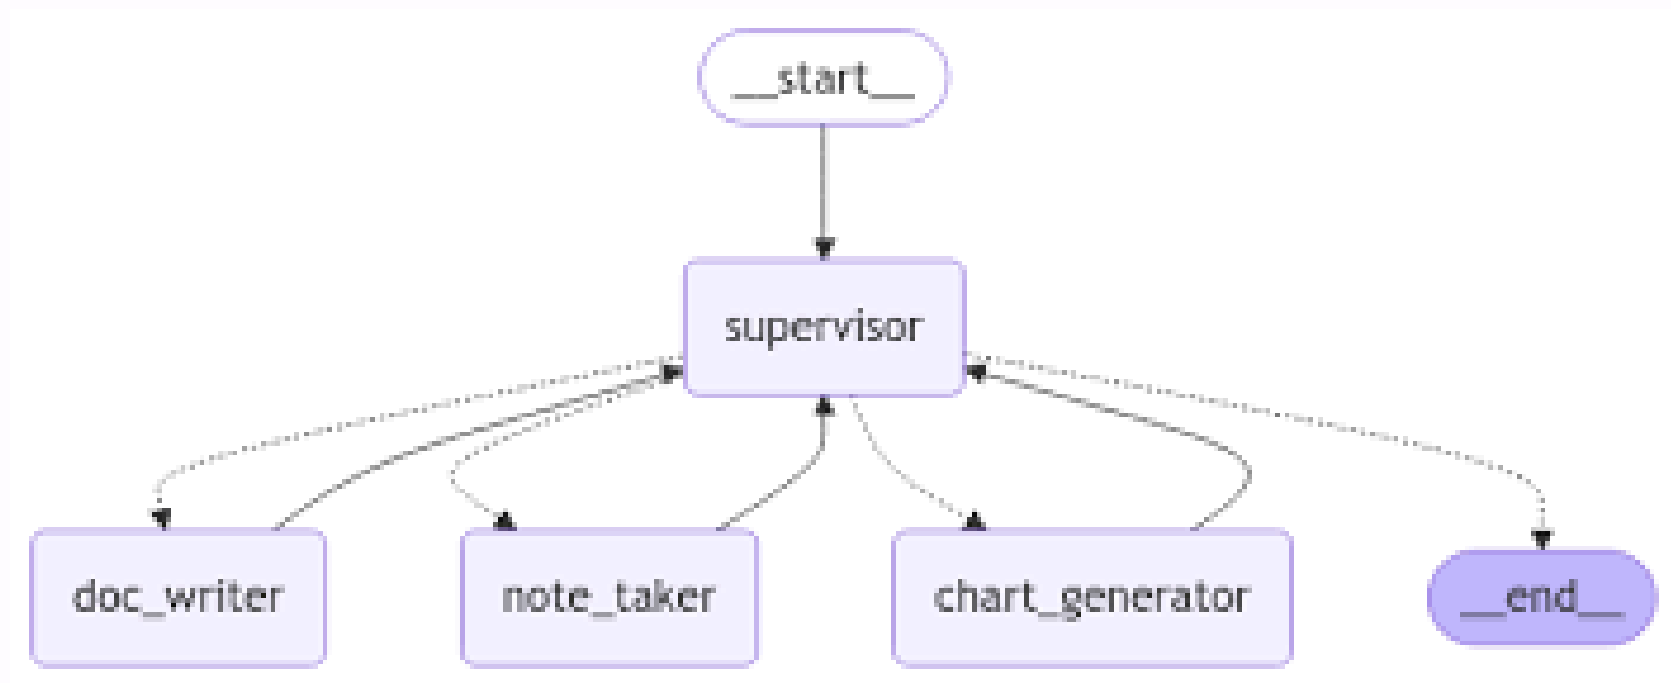 __start__
supervisor
doc_writer
note_taker
chart_generator
__end__